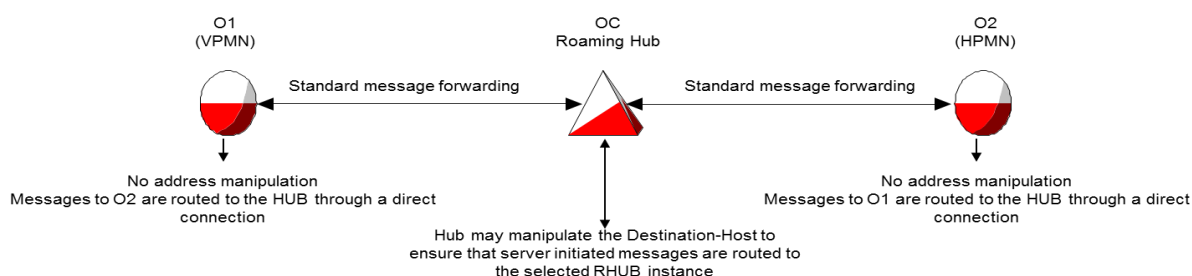 O1
(VPMN)
OC
Roaming Hub
O2
(HPMN)
Standard message forwarding
Standard message forwarding
No address manipulation
Messages to O2 are routed to the HUB through a direct
connection
No address manipulation
Messages to O1 are routed to the HUB through a direct
connection
Hub may manipulate the Destination-Host to
ensure that server initiated messages are routed to
the selected RHUB instance